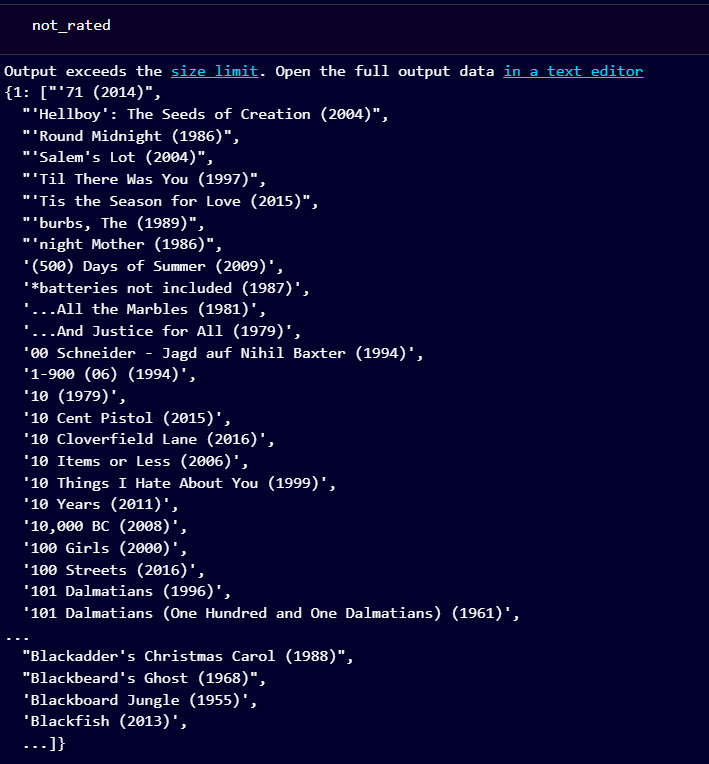 not_rated
Output exceeds the size limit. Open the full output data in a text editor
{1: ["'71 (2014)",
"'Hellboy': The Seeds of Creation (2004)",
"'Round Midnight (1986)",
"'Salem's Lot (2004)",
"'Til There Was You (1997)",
"'Tis the Season for Love (2015)",
"'burbs, The (1989)",
"'night Mother (1986)",
'(500) Days of Summer (2009)',
'*batteries not included (1987)',
'...All the Marbles (1981)',
'...And Justice for All (1979)',
'00 Schneider - Jagd auf Nihil Baxter (1994)',
'1-900 (06) (1994)',
'10 (1979)',
'10 Cent Pistol (2015)',
'10 Cloverfield Lane (2016)',
'10 Items or Less (2006)',
'10 Things I Hate About You (1999)',
'10 Years (2011)',
'10,000 BC (2008)',
'100 Girls (2000)',
'100 Streets (2016)',
'101 Dalmatians (1996)',
'101 Dalmatians (One Hundred and One Dalmatians) (1961)',
...
"Blackadder's Christmas Carol (1988)",
"Blackbeard's Ghost (1968)",
'Blackboard Jungle (1955)',
'Blackfish (2013)',
...]}